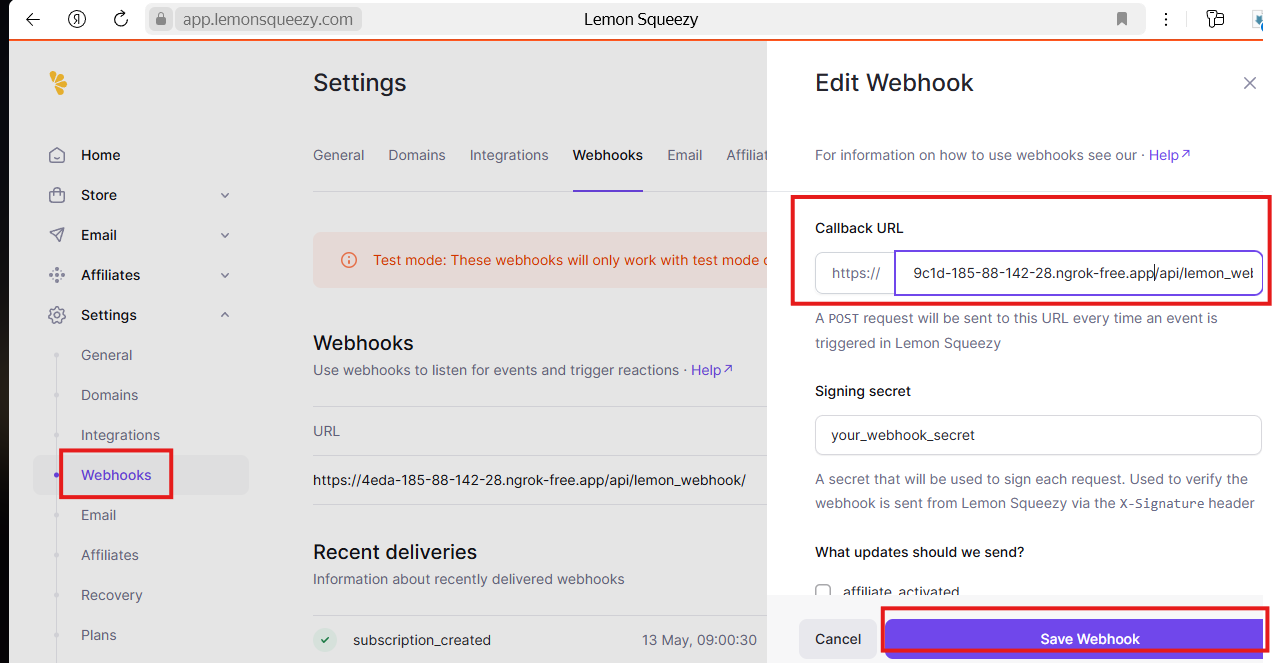 app.lemonsqueezy.com
Lemon Squeezy
Settings
Home
Store
Email
Affiliates
Settings
General
Domains
Integrations
Webhooks
Email
Affiliates
Recovery
Plans
General Domains Integrations Webhooks Email Affiliat
Test mode: These webhooks will only work with test mode
Webhooks
Use webhooks to listen for events and trigger reactions · Help
URL
https://4eda-185-88-142-28.ngrok-free.app/api/lemon_webhook/
Recent deliveries
Information about recently delivered webhooks
subscription_created 13 May, 09:00:30
Edit Webhook
For information on how to use webhooks see our · Help
Callback URL
https:// 9c1d-185-88-142-28.ngrok-free.app/api/lemon_web
A POST request will be sent to this URL every time an event is
triggered in Lemon Squeezy
Signing secret
your_webhook_secret
A secret that will be used to sign each request. Used to verify the
webhook is sent from Lemon Squeezy via the X-Signature header
What updates should we send?
affiliate_activated
Cancel
Save Webhook